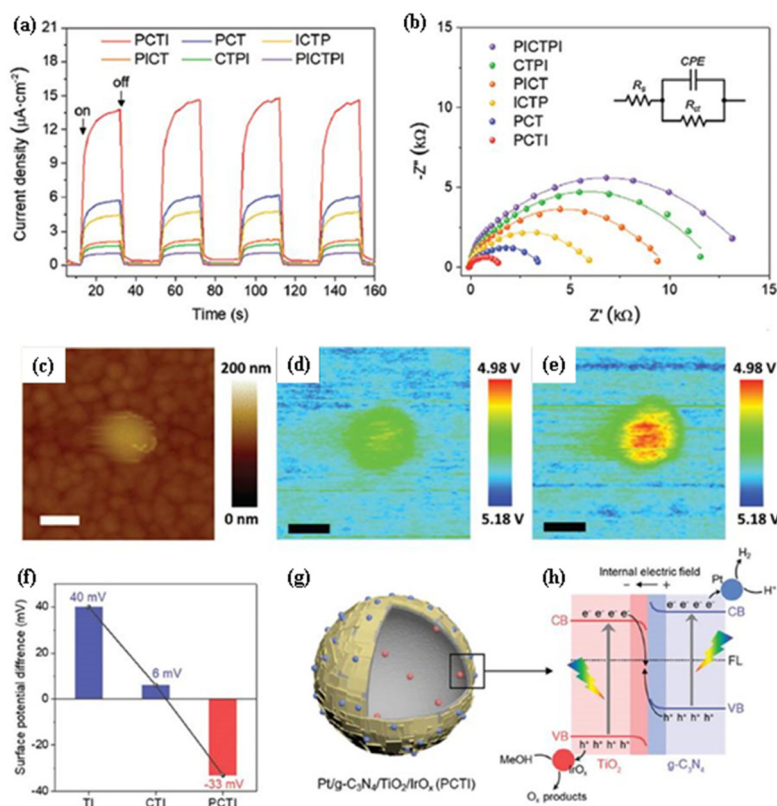 (a)
15
12
9
6
3
0
Current density (μA·cm⁻²)
PCTI PCT ICTP
PICT CTPI PICTPI
on
off
20 40 60 80 100 120 140 160
Time (s)
(b)
15
10
5
0
-Z" (kΩ)
PICTPI
CTPI
PICT
ICTP
PCT
PCTI
CPE
Rs
Rct
0 5 10 15
Z' (kΩ)
(c)
200 nm
0 nm
(d)
4.98 V
5.18 V
(e)
4.98 V
5.18 V
(f)
Surface potential diffence (mV)
40
20
0
-20
-40
40 mV
6 mV
-33 mV
TI CTI PCTI
(g)
Pt/g-C₃N₄/TiO₂/IrOₓ (PCTI)
(h)
Internal electric field
− +
H₂
Pt
H⁺
e⁻ e⁻ e⁻ e⁻
e⁻ e⁻ e⁻ e⁻
CB
CB
FL
VB
h⁺ h⁺ h⁺ h⁺
VB
h⁺ h⁺ h⁺ h⁺
MeOH
IrOₓ
TiO₂
g-C₃N₄
Oₓ products